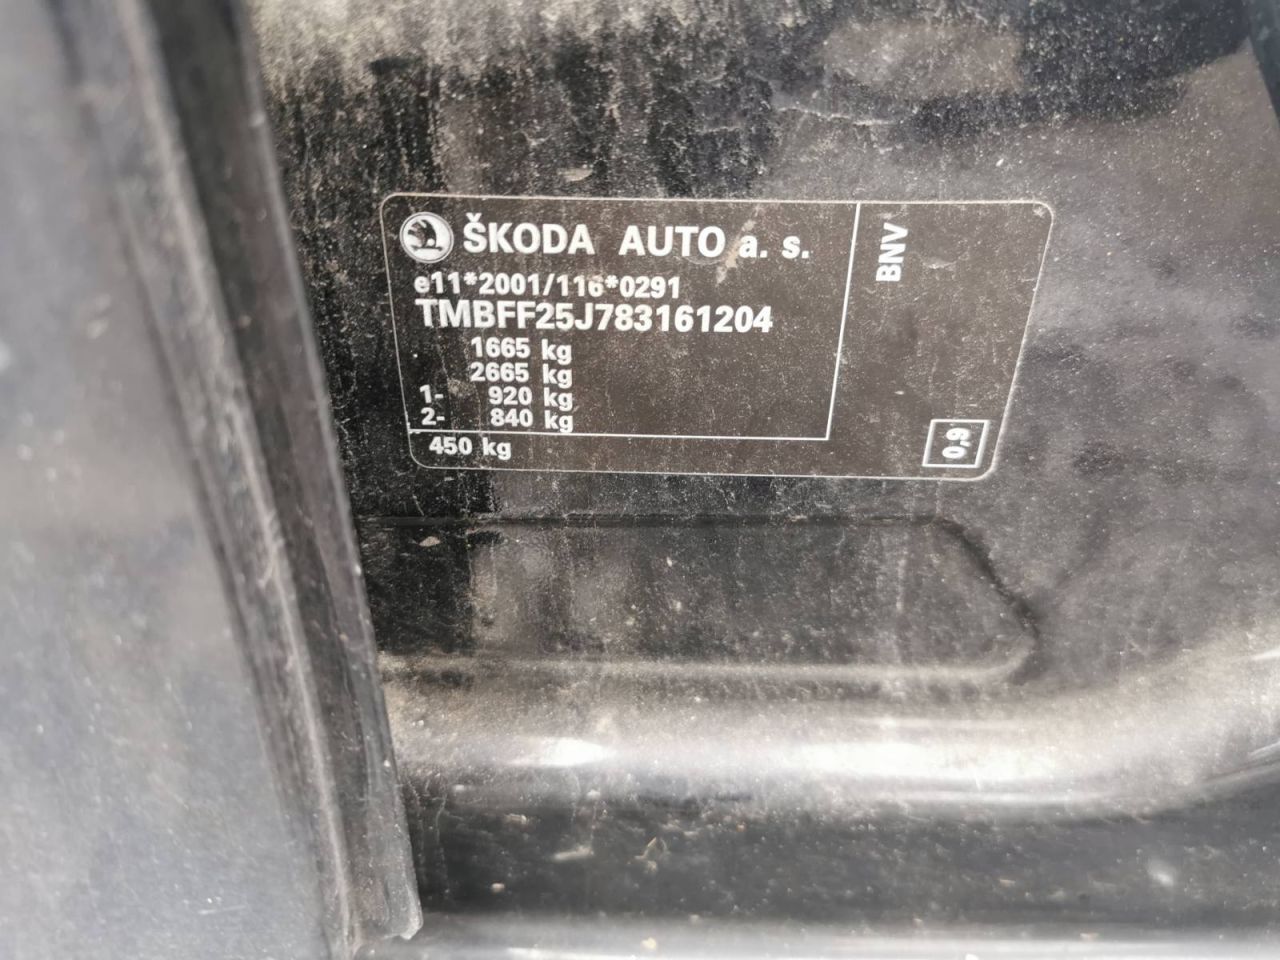 ŠKODA AUTO a. s.
e11*2001/116*0291
TMBFF25J783161204
1665 kg
2665 kg
1- 920 kg
2- 840 kg
450 kg
BNV
0,9